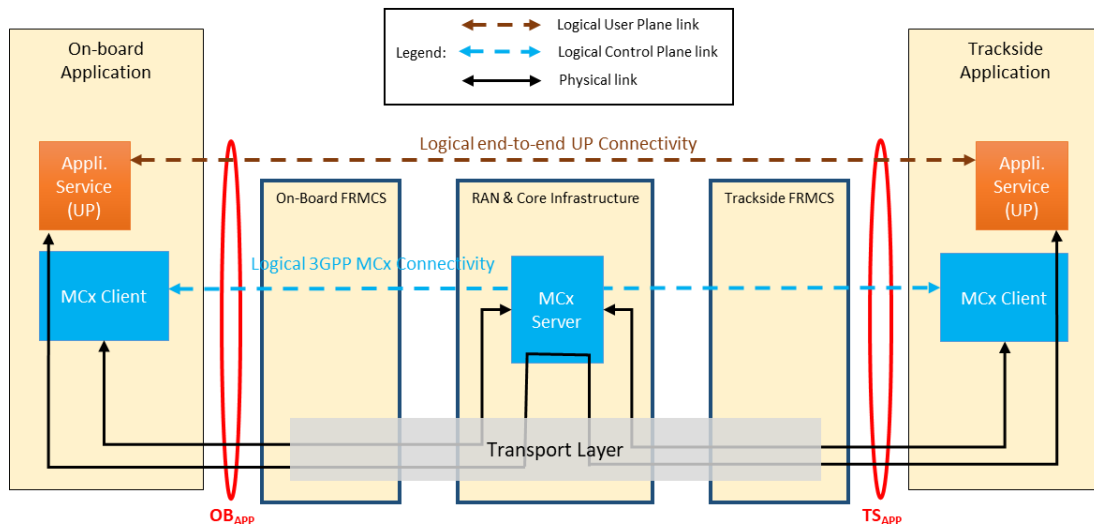 Logical User Plane link
Legend:
Logical Control Plane link
Physical link
On-board
Application
Trackside
Application
Logical end-to-end UP Connectivity
Appli.
Service
(UP)
Appli.
Service
(UP)
On-Board FRMCS
RAN & Core Infrastructure
Trackside FRMCS
Logical 3GPP MCx Connectivity
MCx Client
MCx
Server
MCx Client
Transport Layer
OBAPP
TSAPP